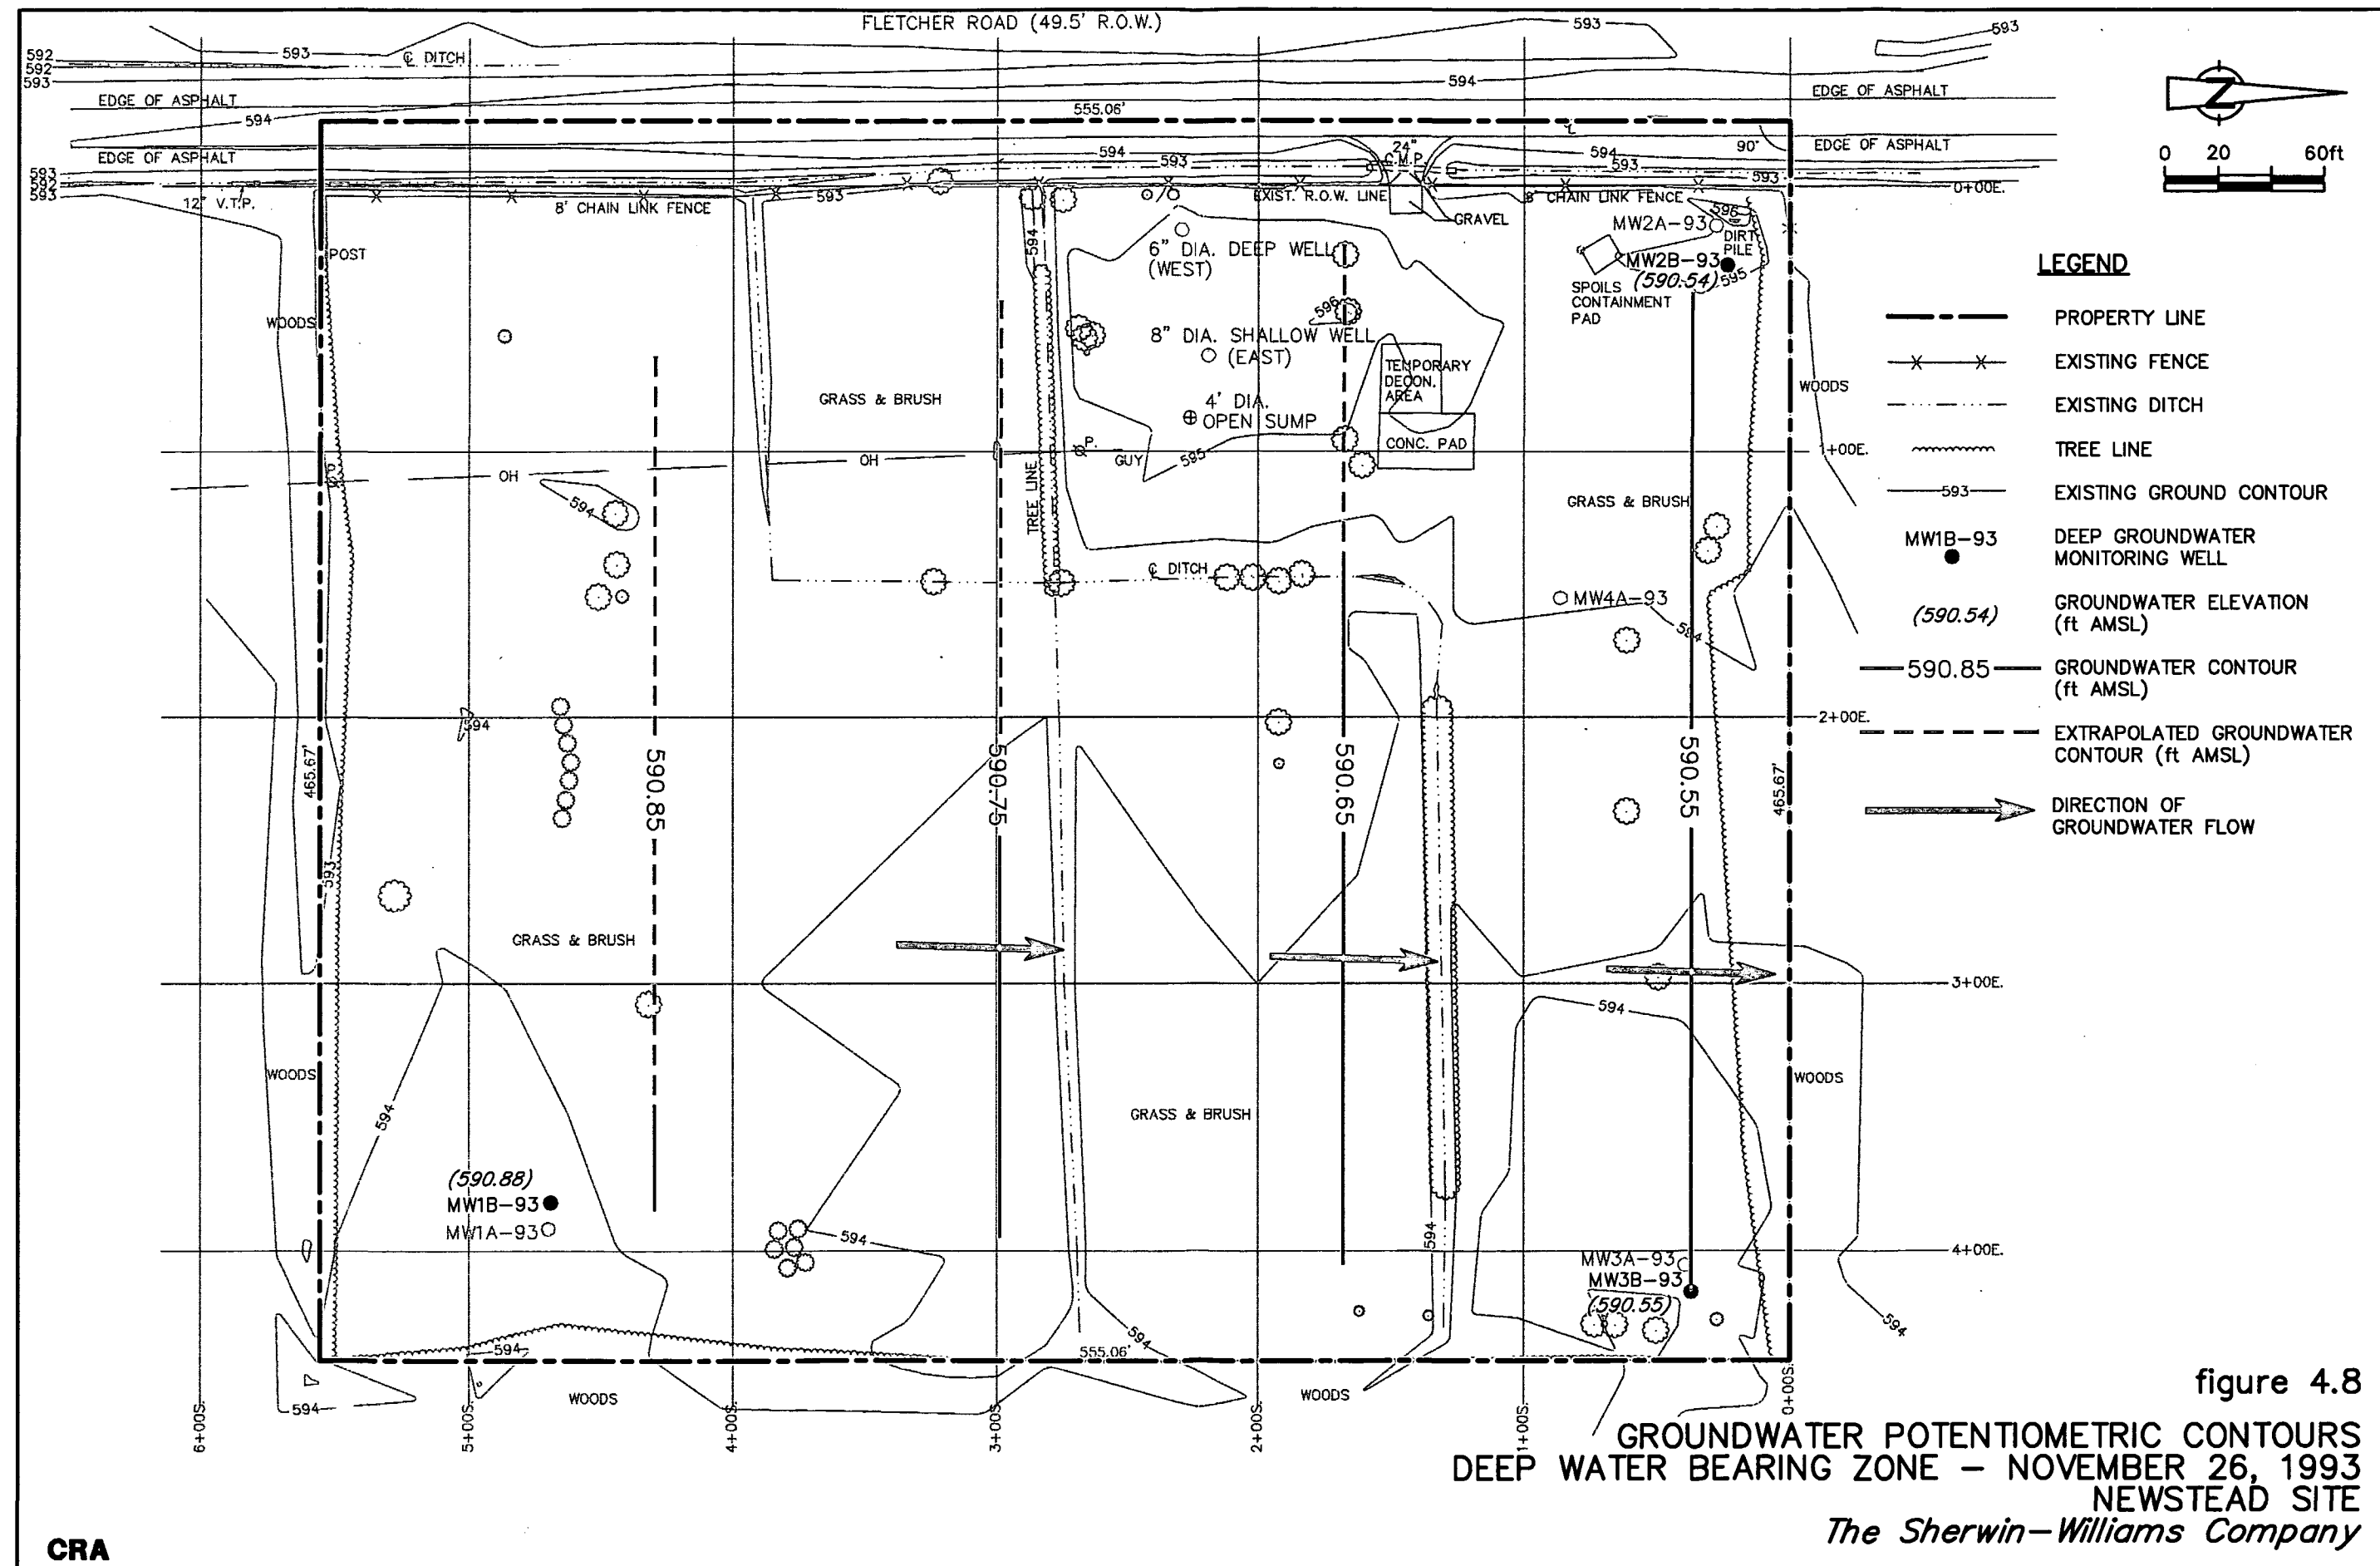 FLETCHER ROAD (49.5' R.O.W.)
593
593
592
592
593
593
℄ DITCH
594
EDGE OF ASPHALT
EDGE OF ASPHALT
594
555.06'
EDGE OF ASPHALT
594
593
24"
C.M.P.
594
593
90°
EDGE OF ASPHALT
593
592
593
593
12" V.T.P.
8' CHAIN LINK FENCE
593
EXIST. R.O.W. LINE
GRAVEL
8' CHAIN LINK FENCE
0+00E.
0 20 60ft
Z
POST
WOODS
594
6" DIA. DEEP WELL
(WEST)
596
8" DIA. SHALLOW WELL
(EAST)
TEMPORARY
DECON.
AREA
4' DIA.
OPEN SUMP
CONC. PAD
MW2A-93
596
DIRT
PILE
MW2B-93
(590.54)
595
SPOILS
CONTAINMENT
PAD
WOODS
GRASS & BRUSH
OH
OH
P.
GUY
595
1+00E.
TREE LINE
594
GRASS & BRUSH
℄ DITCH
MW4A-93
594
594
2+00E.
465.67'
590.85
590.75
590.65
590.55
465.67'
593
GRASS & BRUSH
3+00E.
594
WOODS
594
GRASS & BRUSH
WOODS
(590.88)
MW1B-93
MW1A-93
594
594
MW3A-93
MW3B-93
(590.55)
4+00E.
594
594
594
555.06'
594
WOODS
WOODS
6+00S.
5+00S.
4+00S.
3+00S.
2+00S.
1+00S.
0+00S.
LEGEND
PROPERTY LINE
EXISTING FENCE
EXISTING DITCH
TREE LINE
593 EXISTING GROUND CONTOUR
MW1B-93 DEEP GROUNDWATER
MONITORING WELL
(590.54) GROUNDWATER ELEVATION
(ft AMSL)
590.85 GROUNDWATER CONTOUR
(ft AMSL)
EXTRAPOLATED GROUNDWATER
CONTOUR (ft AMSL)
DIRECTION OF
GROUNDWATER FLOW
figure 4.8
GROUNDWATER POTENTIOMETRIC CONTOURS
DEEP WATER BEARING ZONE - NOVEMBER 26, 1993
NEWSTEAD SITE
The Sherwin-Williams Company
CRA